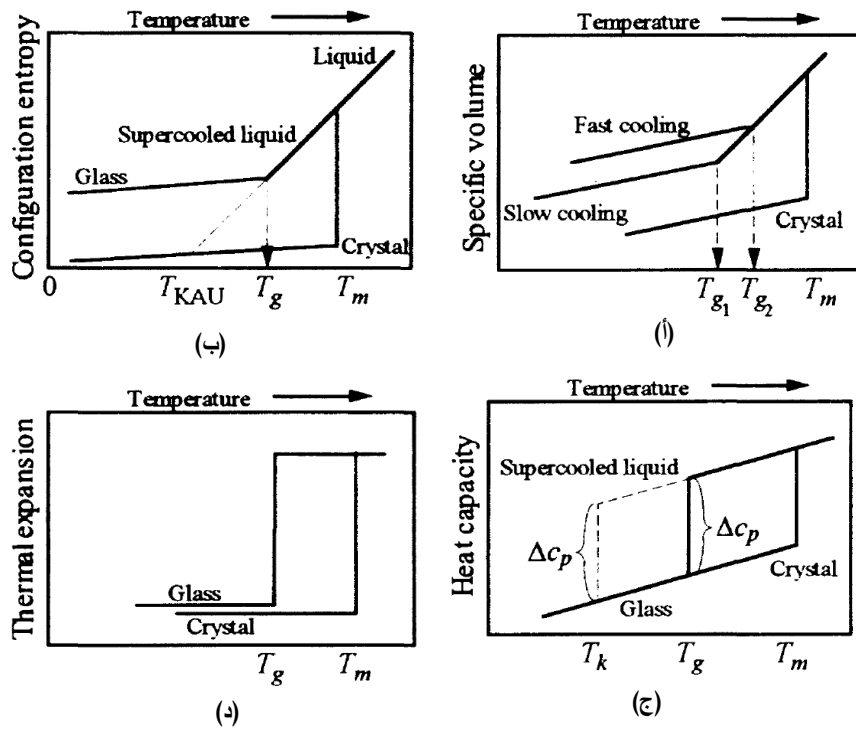 Temperature
Configuration entropy
Liquid
Supercooled liquid
Glass
Crystal
0 T_KAU T_g T_m
(ب)
Temperature
Specific volume
Fast cooling
Slow cooling
Crystal
T_g1 T_g2 T_m
(أ)
Temperature
Thermal expansion
Glass
Crystal
T_g T_m
(د)
Temperature
Heat capacity
Supercooled liquid
Δc_p Δc_p
Crystal
Glass
T_k T_g T_m
(ج)